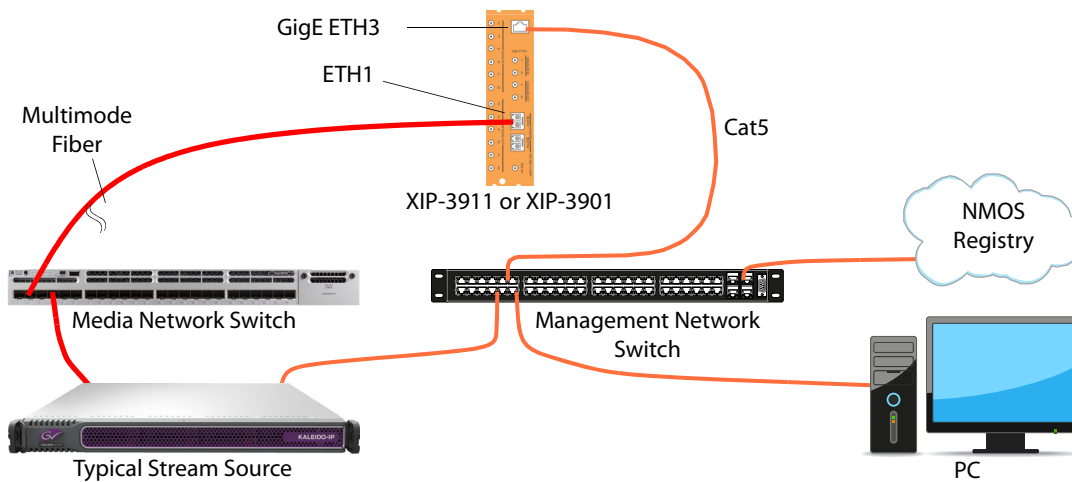 GigE ETH3
ETH1
Multimode
Fiber
Cat5
XIP-3911 or XIP-3901
NMOS
Registry
Media Network Switch
Management Network
Switch
KALEIDO-IP
Typical Stream Source
PC